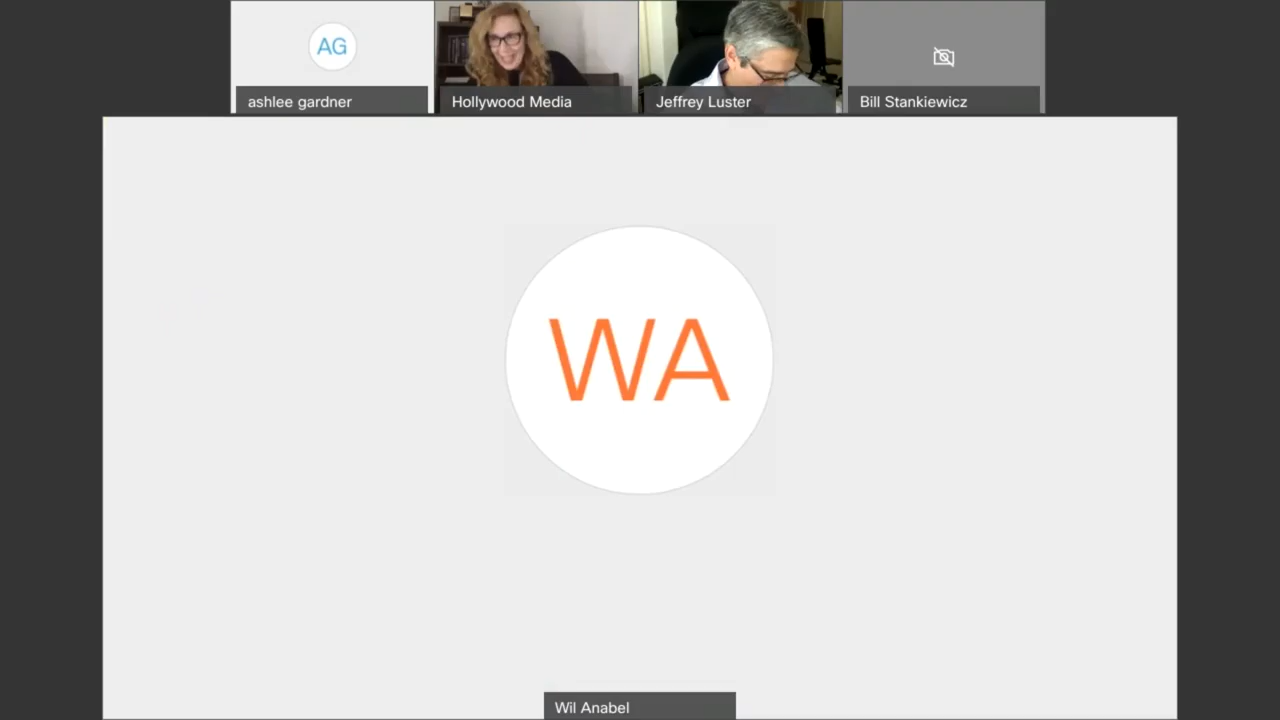 AG
ashlee gardner
Hollywood Media
Jeffrey Luster
Bill Stankiewicz
WA
Wil Anabel